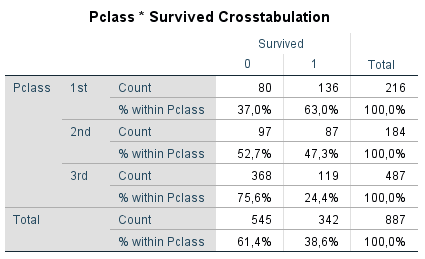 Pclass * Survived Crosstabulation
Survived
0 1 Total
Pclass 1st Count 80 136 216
% within Pclass 37,0% 63,0% 100,0%
2nd Count 97 87 184
% within Pclass 52,7% 47,3% 100,0%
3rd Count 368 119 487
% within Pclass 75,6% 24,4% 100,0%
Total Count 545 342 887
% within Pclass 61,4% 38,6% 100,0%